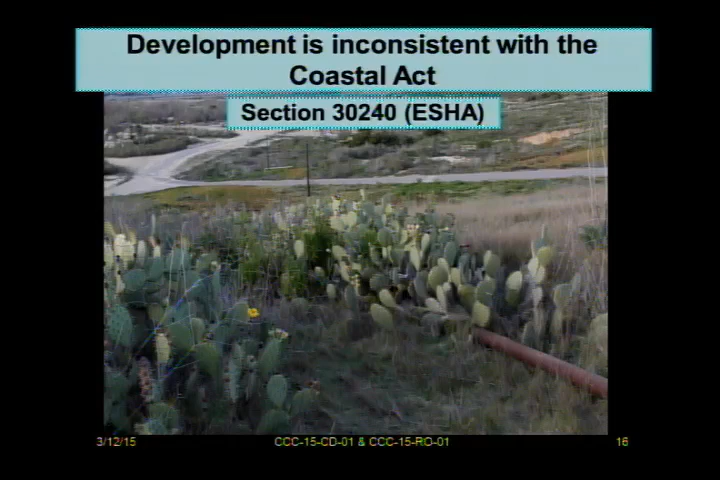 Development is inconsistent with the
Coastal Act
Section 30240 (ESHA)
3/12/15
CCC-15-CD-01 & CCC-15-RO-01
16